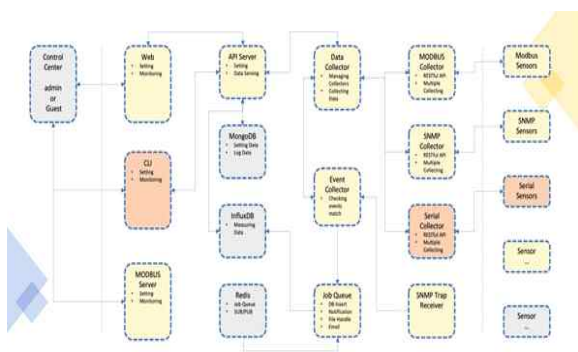 Control
Center
admin
or
Guest
Web
• Setting
• Monitoring
CLI
• Setting
• Monitoring
MODBUS
Server
• Setting
• Monitoring
API Server
• Setting
• Data Serving
MongoDB
• Setting Data
• Log Data
InfluxDB
• Measuring
Data
Redis
• Job Queue
• SUB/PUB
Data
Collector
• Managing
Collectors
• Collecting
Data
Event
Collector
• Checking
events
match
Job Queue
• DB Insert
• Notification
• File Handle
• Email
MODBUS
Collector
• RESTful API
• Multiple
Collecting
SNMP
Collector
• RESTful API
• Multiple
Collecting
Serial
Collector
• RESTful API
• Multiple
Collecting
SNMP Trap
Receiver
Modbus
Sensors
SNMP
Sensors
Serial
Sensors
Sensor
...
Sensor
...